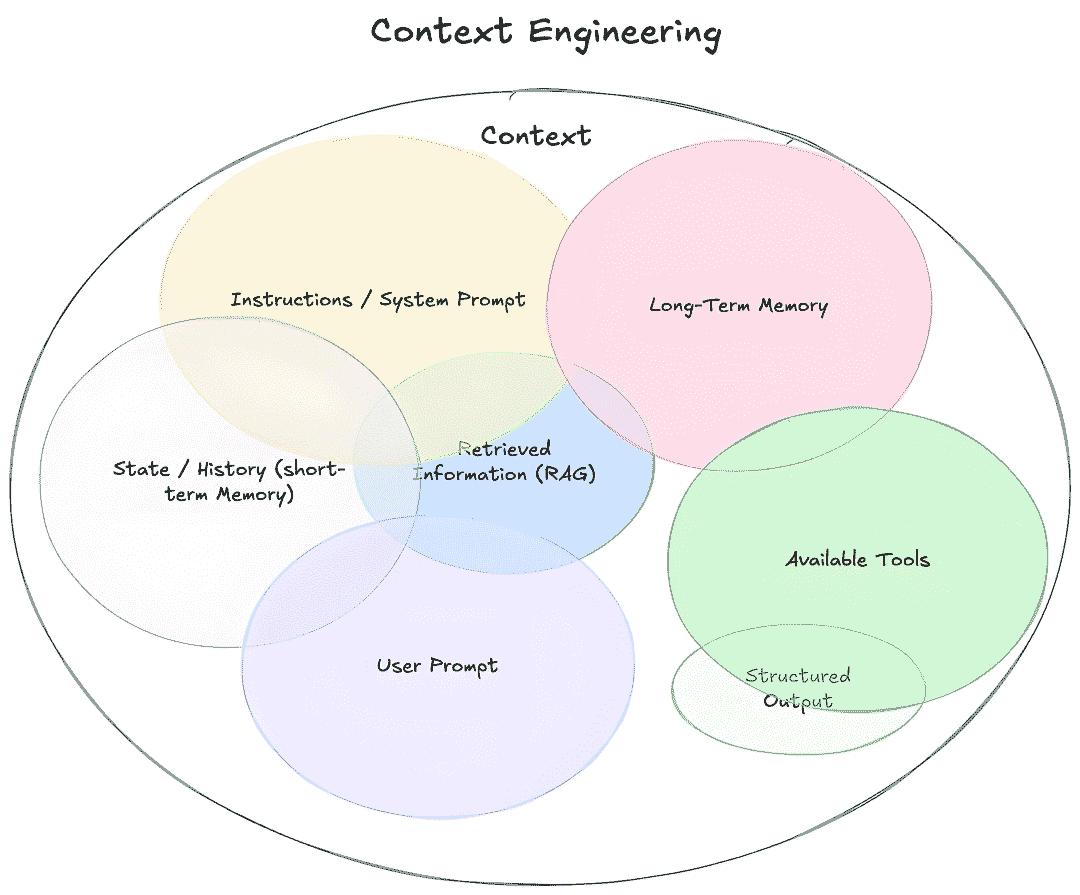 Context Engineering
Context
Instructions / System Prompt
Long-Term Memory
Retrieved
Information (RAG)
State / History (short-
term Memory)
Available Tools
User Prompt
Structured
Output